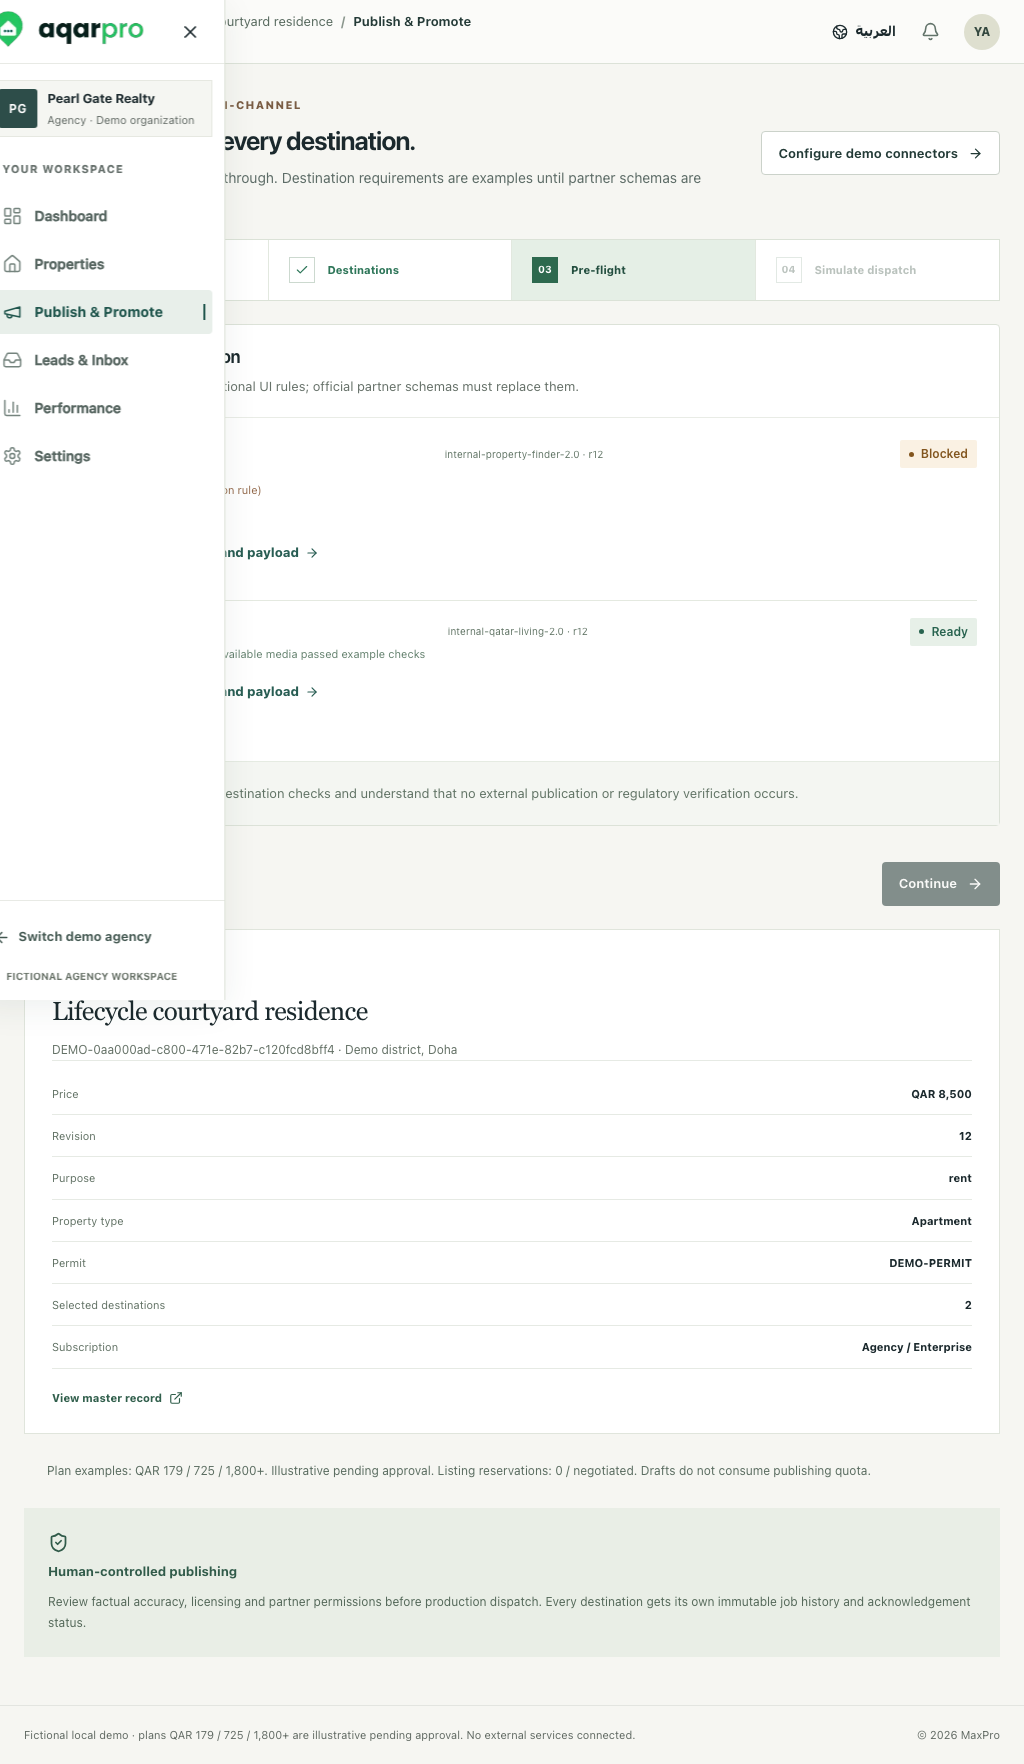 aqarpro
PG
Pearl Gate Realty
Agency · Demo organization
YOUR WORKSPACE
Dashboard
Properties
Publish & Promote
Leads & Inbox
Performance
Settings
Switch demo agency
FICTIONAL AGENCY WORKSPACE
residence / Publish & Promote
العربية
YA
-CHANNEL
every destination.
through. Destination requirements are examples until partner schemas are
Configure demo connectors
Destinations
03 Pre-flight
04 Simulate dispatch
UI rules; official partner schemas must replace them.
internal-property-finder-2.0 · r12
Blocked
rule)
payload
internal-qatar-living-2.0 · r12
Ready
media passed example checks
payload
checks and understand that no external publication or regulatory verification occurs.
Continue
Lifecycle courtyard residence
DEMO-0aa000ad-c800-471e-82b7-c120fcd8bff4 · Demo district, Doha
Price QAR 8,500
Revision 12
Purpose rent
Property type Apartment
Permit DEMO-PERMIT
Selected destinations 2
Subscription Agency / Enterprise
View master record
Plan examples: QAR 179 / 725 / 1,800+. Illustrative pending approval. Listing reservations: 0 / negotiated. Drafts do not consume publishing quota.
Human-controlled publishing
Review factual accuracy, licensing and partner permissions before production dispatch. Every destination gets its own immutable job history and acknowledgement
status.
Fictional local demo · plans QAR 179 / 725 / 1,800+ are illustrative pending approval. No external services connected.
© 2026 MaxPro